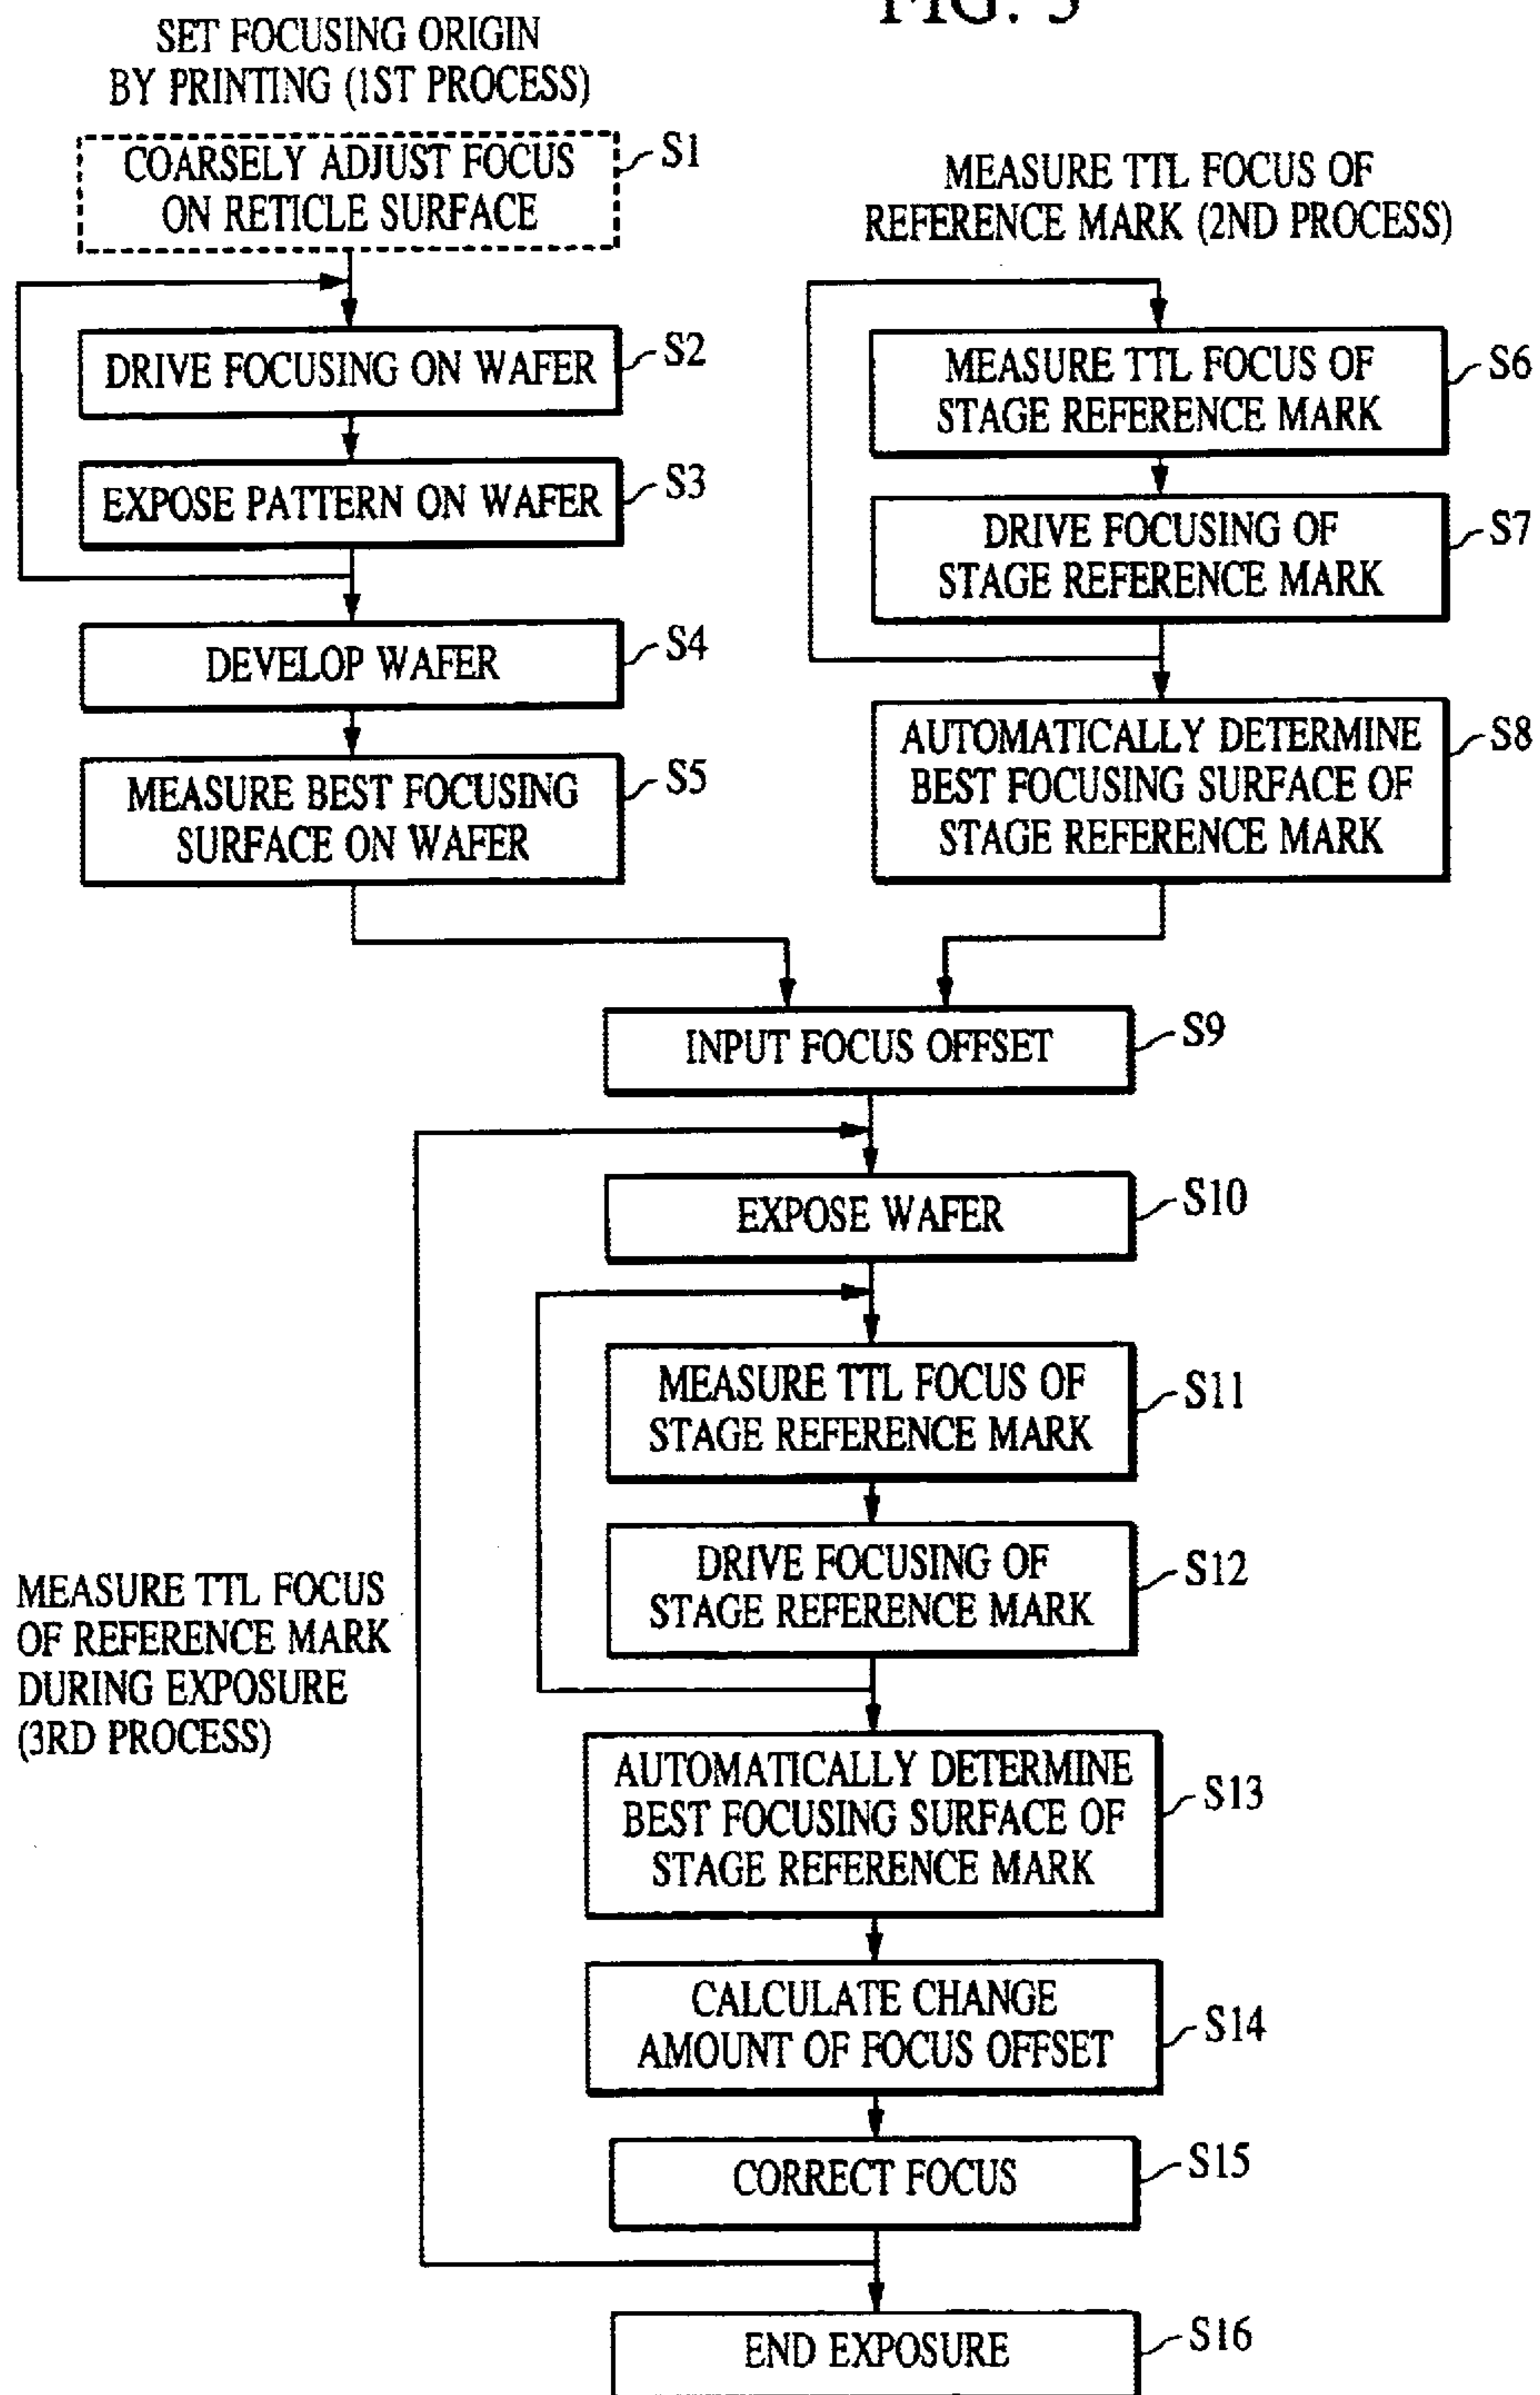 FIG. 5
SET FOCUSING ORIGIN
BY PRINTING (1ST PROCESS)
COARSELY ADJUST FOCUS
ON RETICLE SURFACE
S1
DRIVE FOCUSING ON WAFER
S2
EXPOSE PATTERN ON WAFER
S3
DEVELOP WAFER
S4
MEASURE BEST FOCUSING
SURFACE ON WAFER
S5
MEASURE TTL FOCUS OF
REFERENCE MARK (2ND PROCESS)
MEASURE TTL FOCUS OF
STAGE REFERENCE MARK
S6
DRIVE FOCUSING OF
STAGE REFERENCE MARK
S7
AUTOMATICALLY DETERMINE
BEST FOCUSING SURFACE OF
STAGE REFERENCE MARK
S8
INPUT FOCUS OFFSET
S9
EXPOSE WAFER
S10
MEASURE TTL FOCUS OF
STAGE REFERENCE MARK
S11
DRIVE FOCUSING OF
STAGE REFERENCE MARK
S12
MEASURE TTL FOCUS
OF REFERENCE MARK
DURING EXPOSURE
(3RD PROCESS)
AUTOMATICALLY DETERMINE
BEST FOCUSING SURFACE OF
STAGE REFERENCE MARK
S13
CALCULATE CHANGE
AMOUNT OF FOCUS OFFSET
S14
CORRECT FOCUS
S15
END EXPOSURE
S16